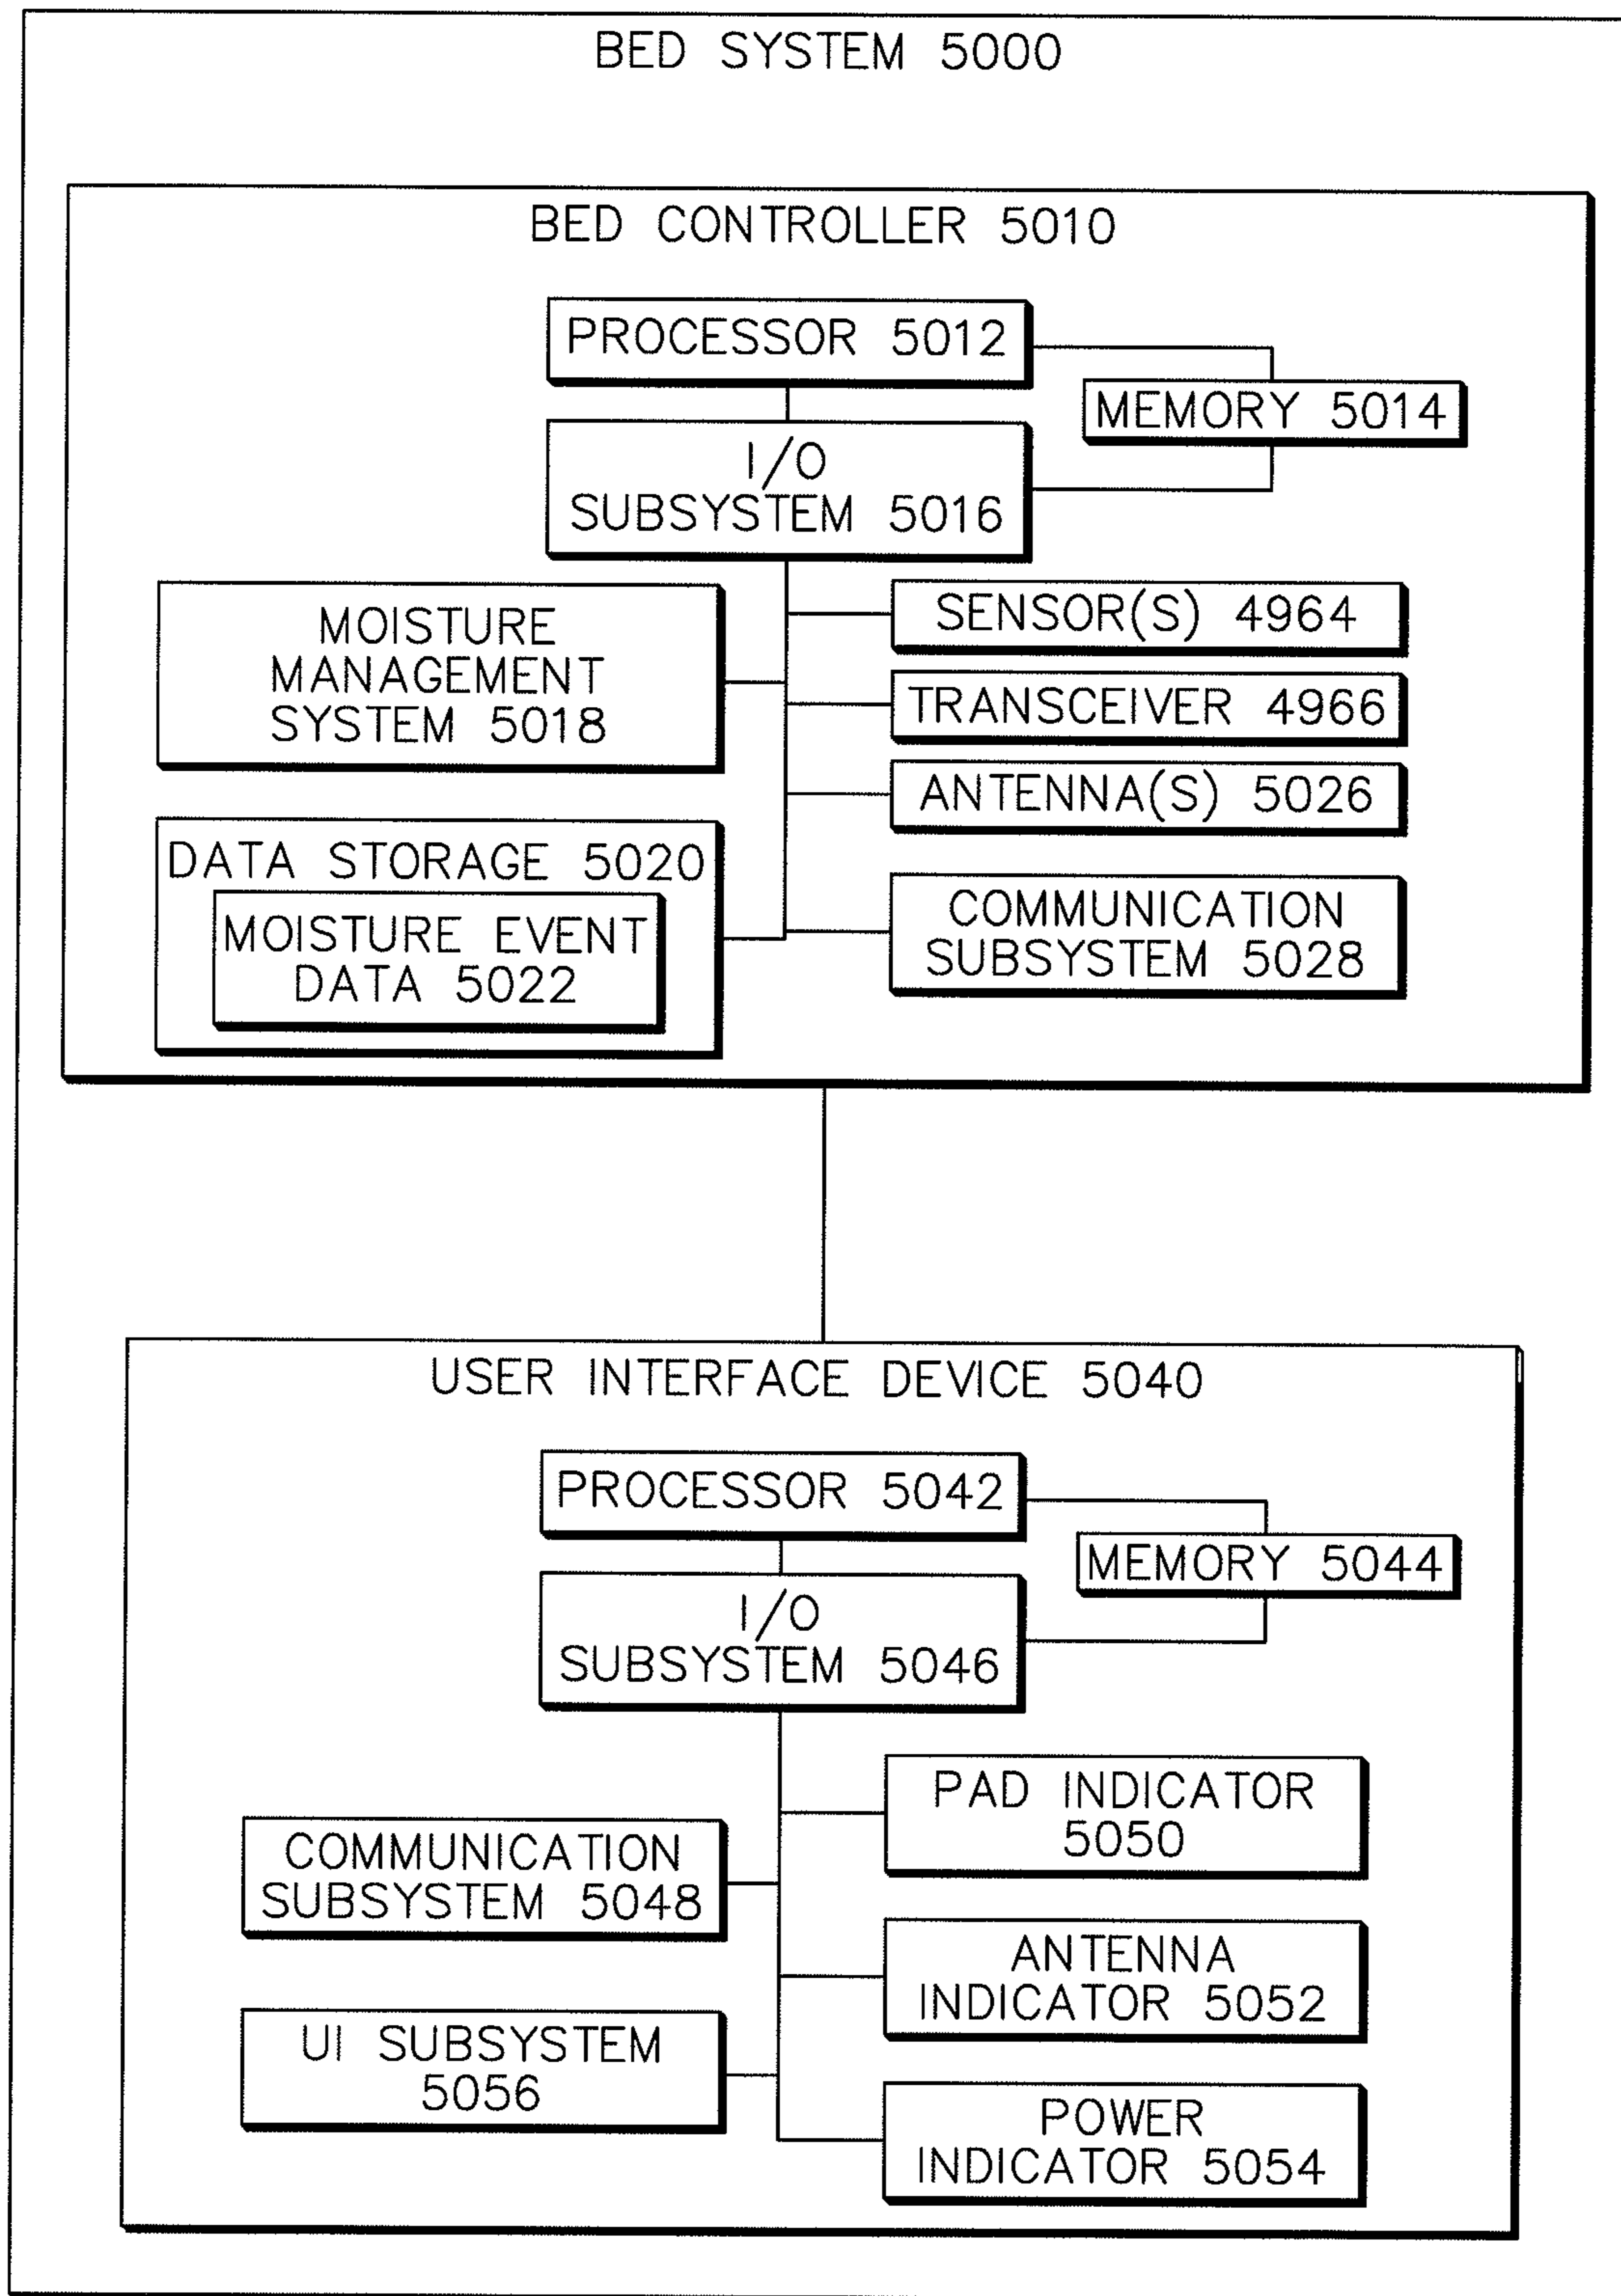 BED SYSTEM 5000
BED CONTROLLER 5010
PROCESSOR 5012
MEMORY 5014
I/O
SUBSYSTEM 5016
MOISTURE
MANAGEMENT
SYSTEM 5018
SENSOR(S) 4964
TRANSCEIVER 4966
ANTENNA(S) 5026
DATA STORAGE 5020
MOISTURE EVENT
DATA 5022
COMMUNICATION
SUBSYSTEM 5028
USER INTERFACE DEVICE 5040
PROCESSOR 5042
MEMORY 5044
I/O
SUBSYSTEM 5046
PAD INDICATOR
5050
COMMUNICATION
SUBSYSTEM 5048
ANTENNA
INDICATOR 5052
UI SUBSYSTEM
5056
POWER
INDICATOR 5054